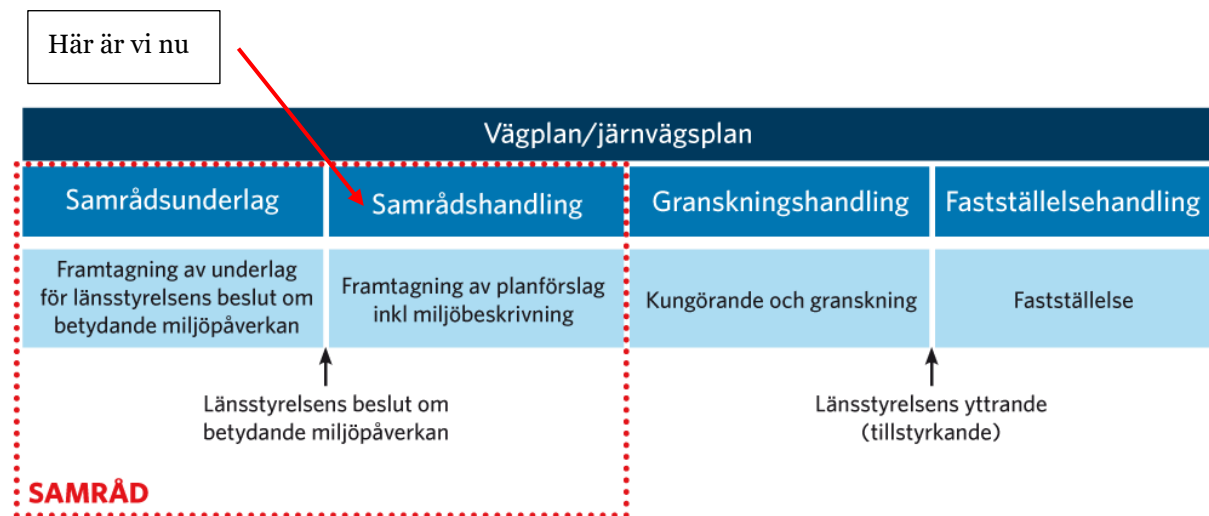 Här är vi nu
Vägplan/järnvägsplan
Samrådsunderlag
Samrådshandling
Granskningshandling
Fastställelsehandling
Framtagning av underlag
för länsstyrelsens beslut om
betydande miljöpåverkan
Framtagning av planförslag
inkl miljöbeskrivning
Kungörande och granskning
Fastställelse
Länsstyrelsens beslut om
betydande miljöpåverkan
Länsstyrelsens yttrande
(tillstyrkande)
SAMRÅD